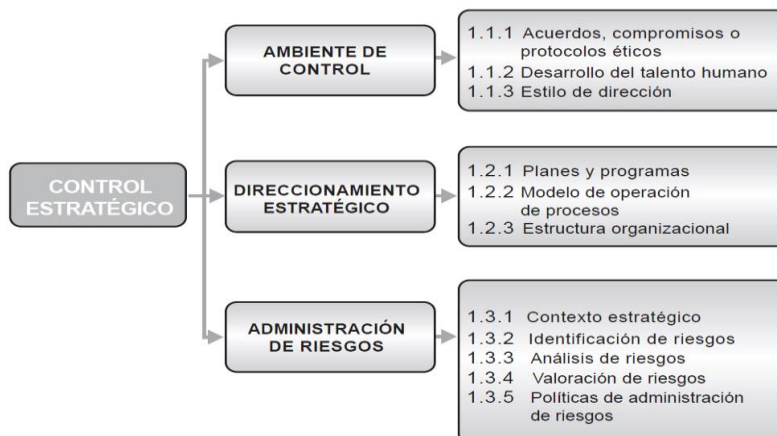 CONTROL
ESTRATÉGICO
AMBIENTE DE
CONTROL
1.1.1 Acuerdos, compromisos o
protocolos éticos
1.1.2 Desarrollo del talento humano
1.1.3 Estilo de dirección
DIRECCIONAMIENTO
ESTRATÉGICO
1.2.1 Planes y programas
1.2.2 Modelo de operación
de procesos
1.2.3 Estructura organizacional
ADMINISTRACIÓN
DE RIESGOS
1.3.1 Contexto estratégico
1.3.2 Identificación de riesgos
1.3.3 Análisis de riesgos
1.3.4 Valoración de riesgos
1.3.5 Políticas de administración
de riesgos